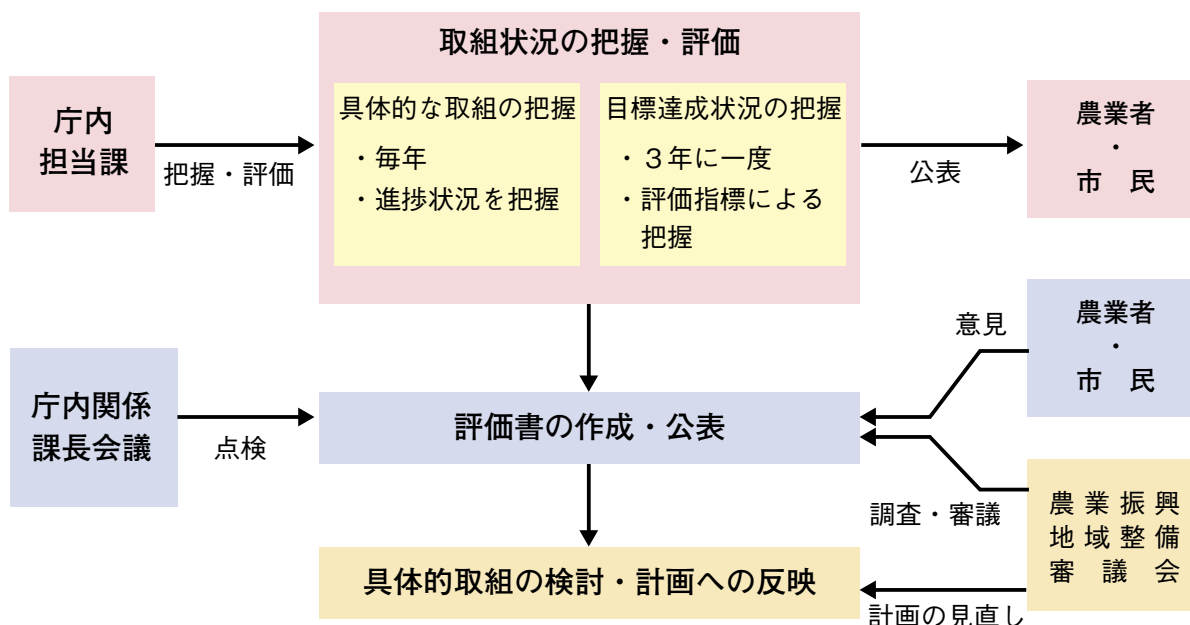 取組状況の把握・評価
庁内
担当課
把握・評価
具体的な取組の把握
・毎年
・進捗状況を把握
目標達成状況の把握
・３年に一度
・評価指標による
把握
公表
農業者
・
市　民
庁内関係
課長会議
点検
評価書の作成・公表
意見
農業者
・
市　民
調査・審議
農業振興
地域整備
審議会
具体的取組の検討・計画への反映
計画の見直し